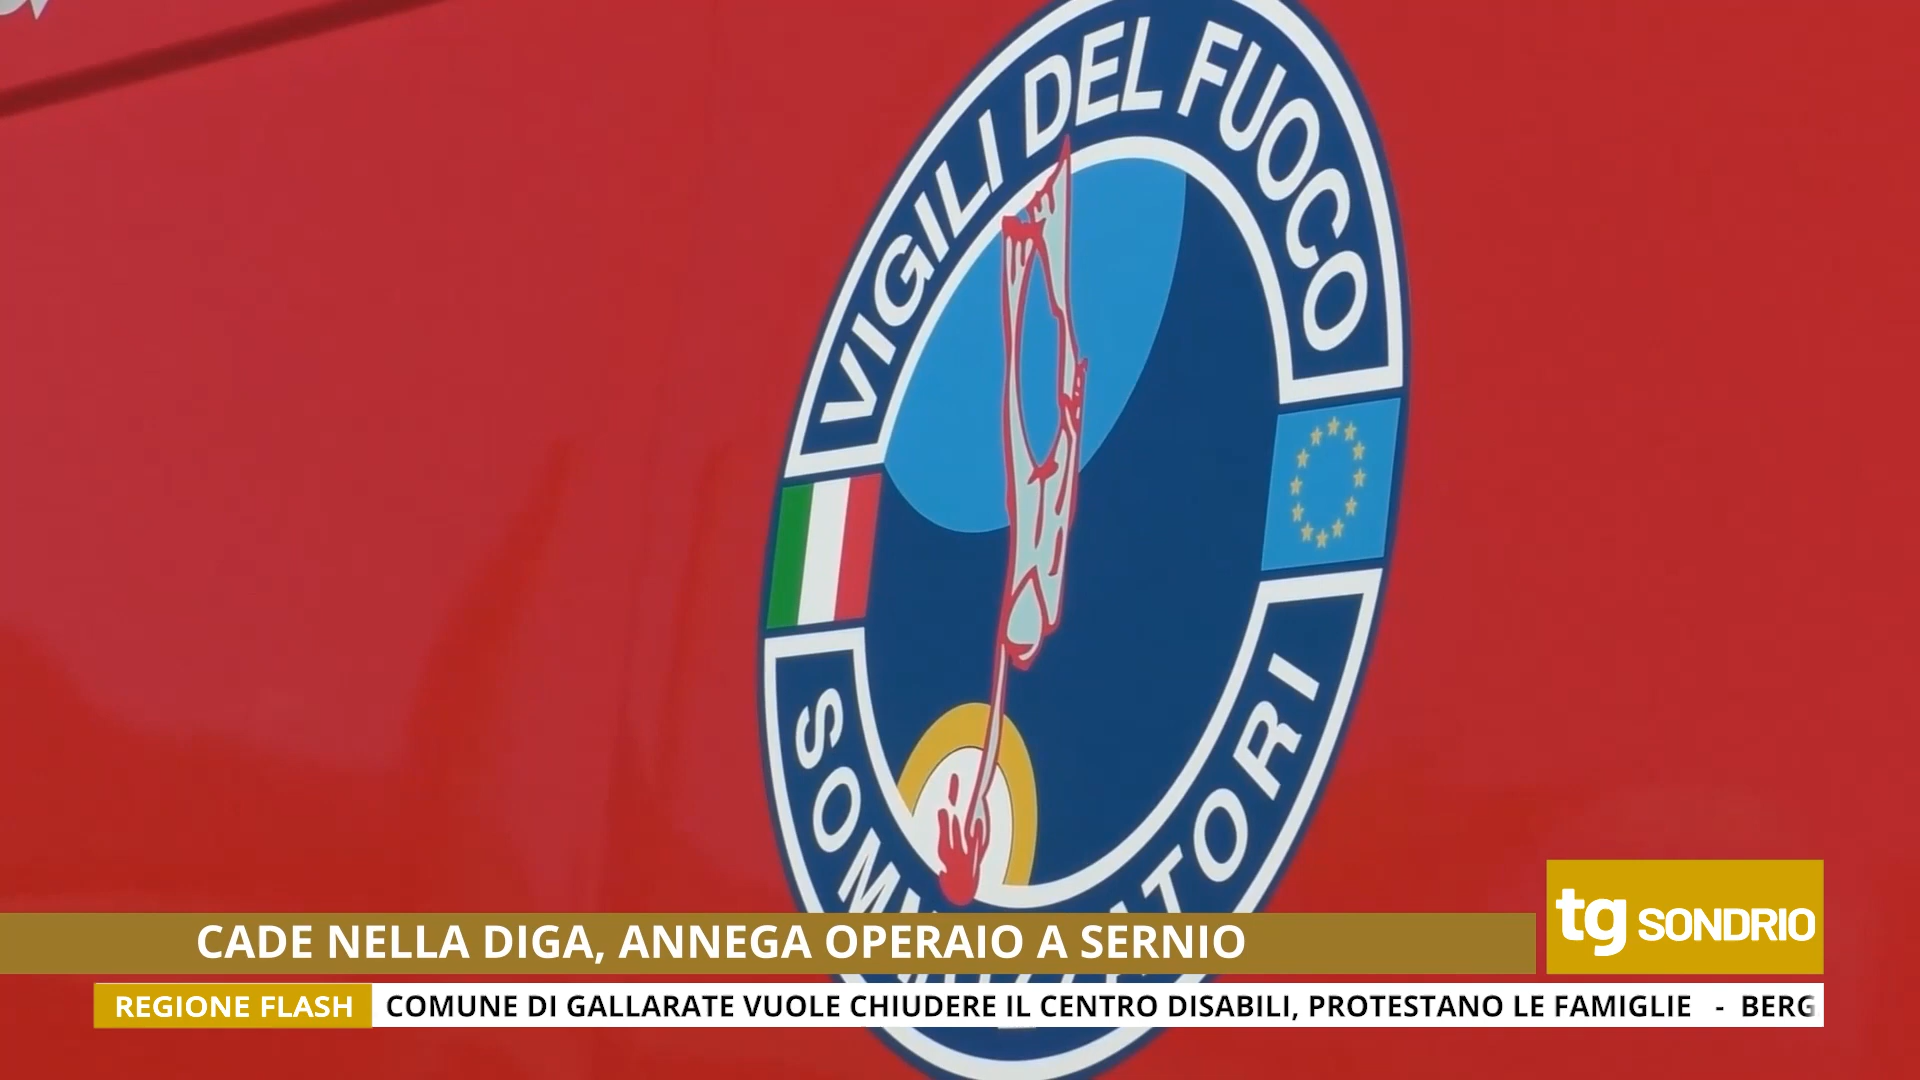 VIGILI DEL FUOCO
CADE NELLA DIGA, ANNEGA OPERAIO A SERNIO
tg SONDRIO
REGIONE FLASH
COMUNE DI GALLARATE VUOLE CHIUDERE IL CENTRO DISABILI, PROTESTANO LE FAMIGLIE - BERG